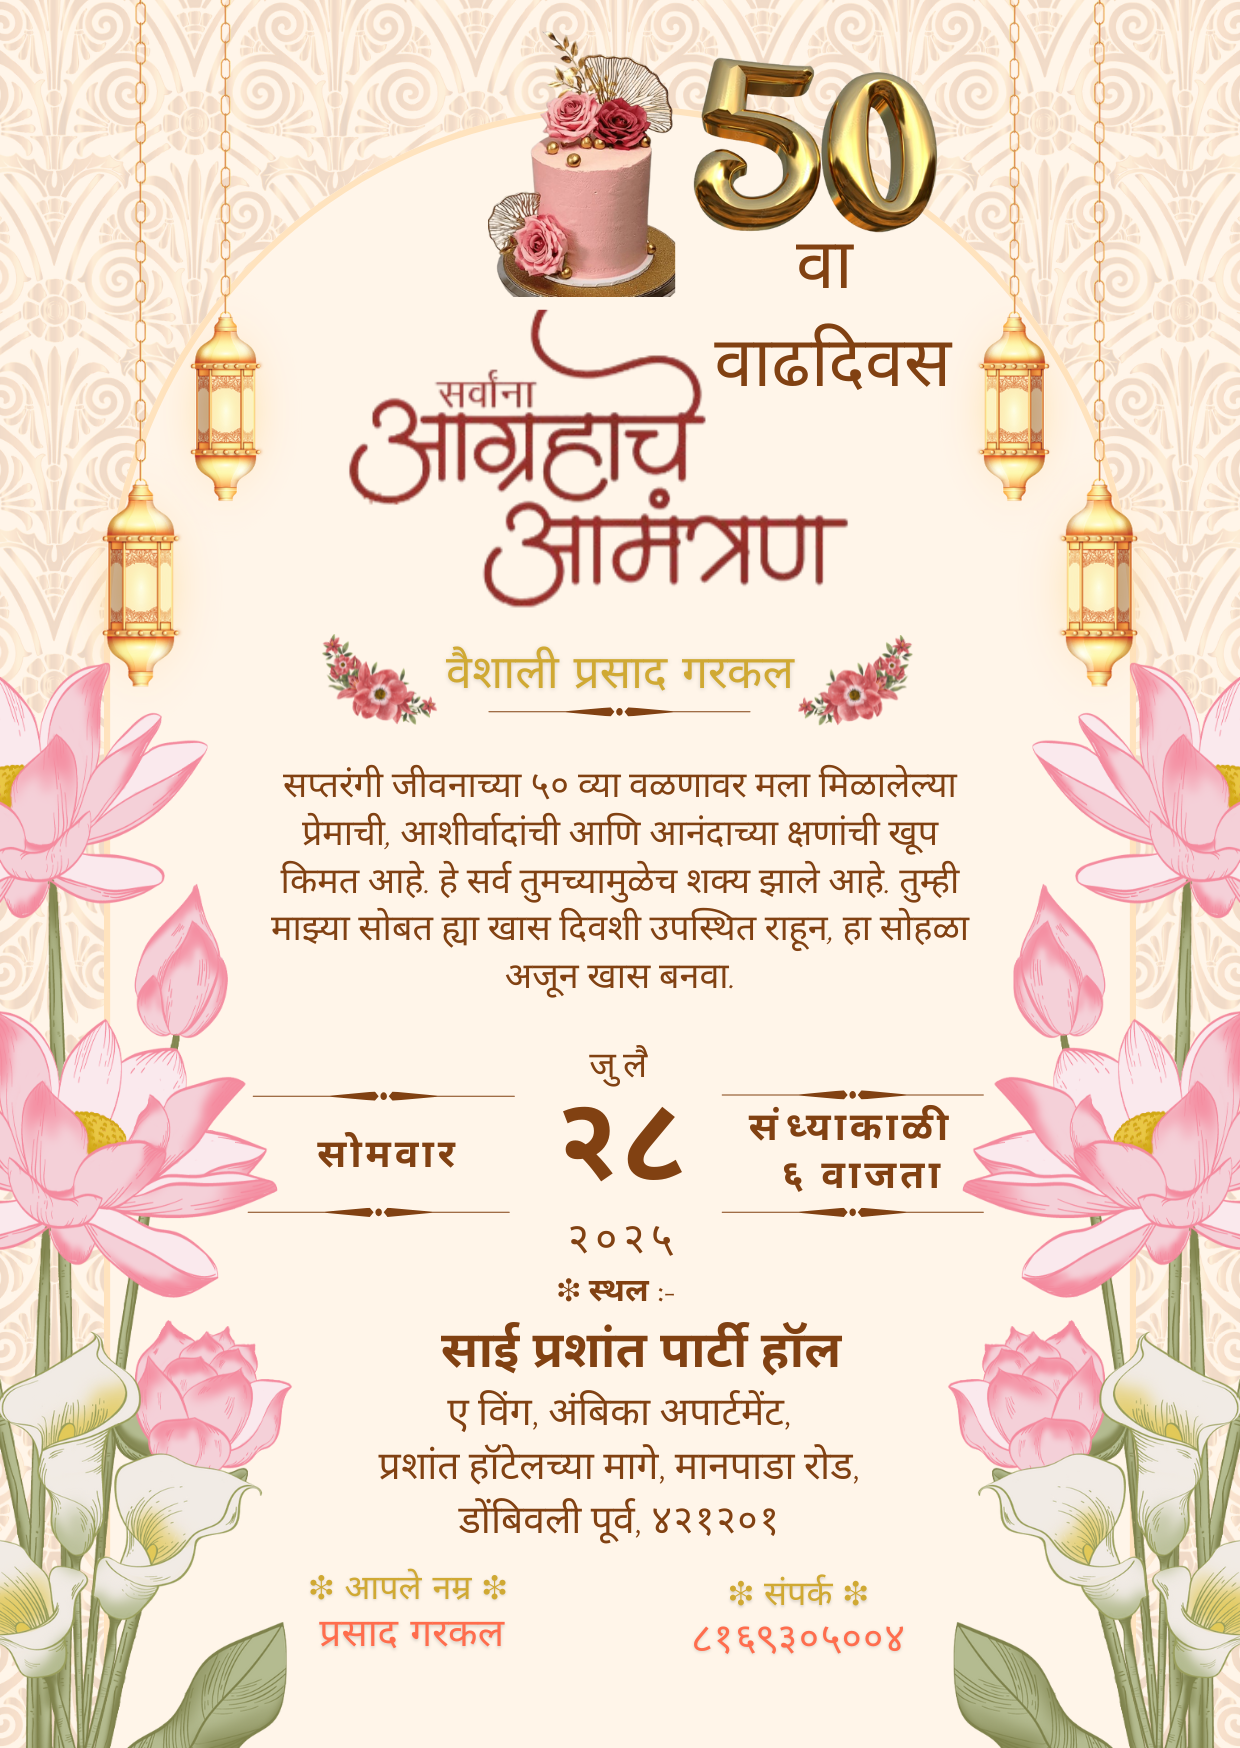 50
वा
वाढदिवस
सर्वांना
आग्रहाचे
आमंत्रण
वैशाली प्रसाद गरकल
सप्तरंगी जीवनाच्या ५० व्या वळणावर मला मिळालेल्या
प्रेमाची, आशीर्वादांची आणि आनंदाच्या क्षणांची खूप
किमत आहे. हे सर्व तुमच्यामुळेच शक्य झाले आहे. तुम्ही
माझ्या सोबत ह्या खास दिवशी उपस्थित राहून, हा सोहळा
अजून खास बनवा.
जुलै
सोमवार
२८
संध्याकाळी
६ वाजता
२०२५
❇ स्थल :-
साई प्रशांत पार्टी हॉल
ए विंग, अंबिका अपार्टमेंट,
प्रशांत हॉटेलच्या मागे, मानपाडा रोड,
डोंबिवली पूर्व, ४२१२०१
❇ आपले नम्र ❇
प्रसाद गरकल
❇ संपर्क ❇
८१६९३०५००४